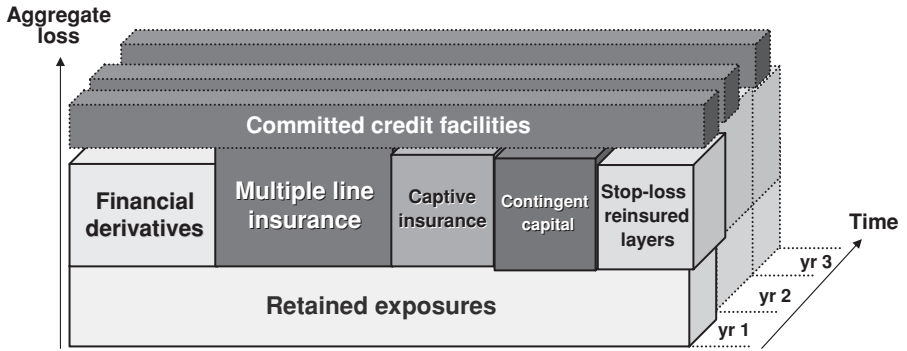 Aggregate
loss
Committed credit facilities
Financial
derivatives
Multiple line
insurance
Captive
insurance
Contingent
capital
Stop-loss
reinsured
layers
Retained exposures
Time
yr 3
yr 2
yr 1